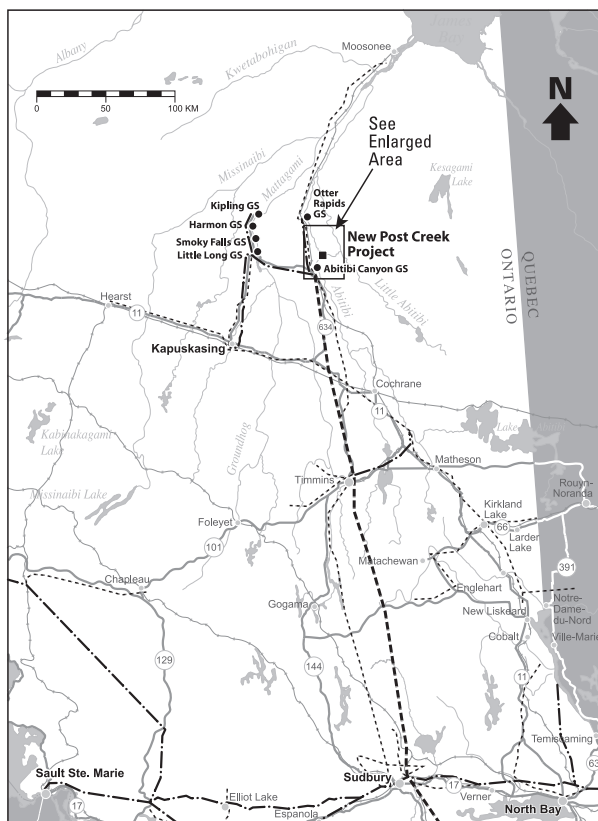 James
Bay
Moosonee
Albany
Kwetabohigan
0
50
100 KM
N
See
Enlarged
Area
Missinaibi
Mattagami
Kesagami
Lake
Kipling GS
Harmon GS
Smoky Falls GS
Little Long GS
Otter
Rapids
GS
New Post Creek
Project
Abitibi Canyon GS
QUEBEC
ONTARIO
Hearst
11
Abitibi
Little Abitibi
634
Kapuskasing
Cochrane
11
Kabinakagami
Lake
Groundhog
Lake Abitibi
Matheson
Missinaibi Lake
Timmins
Rouyn-
Noranda
Foleyet
Kirkland
Lake
66
Larder
Lake
101
Matachewan
391
Chapleau
Englehart
Gogama
Notre-
Dame-
du-Nord
New Liskeard
Cobalt
Ville-Marie
129
144
11
Temiscaming
63
Sault Ste. Marie
Sudbury
17
17
Verner
Elliot Lake
Espanola
North Bay